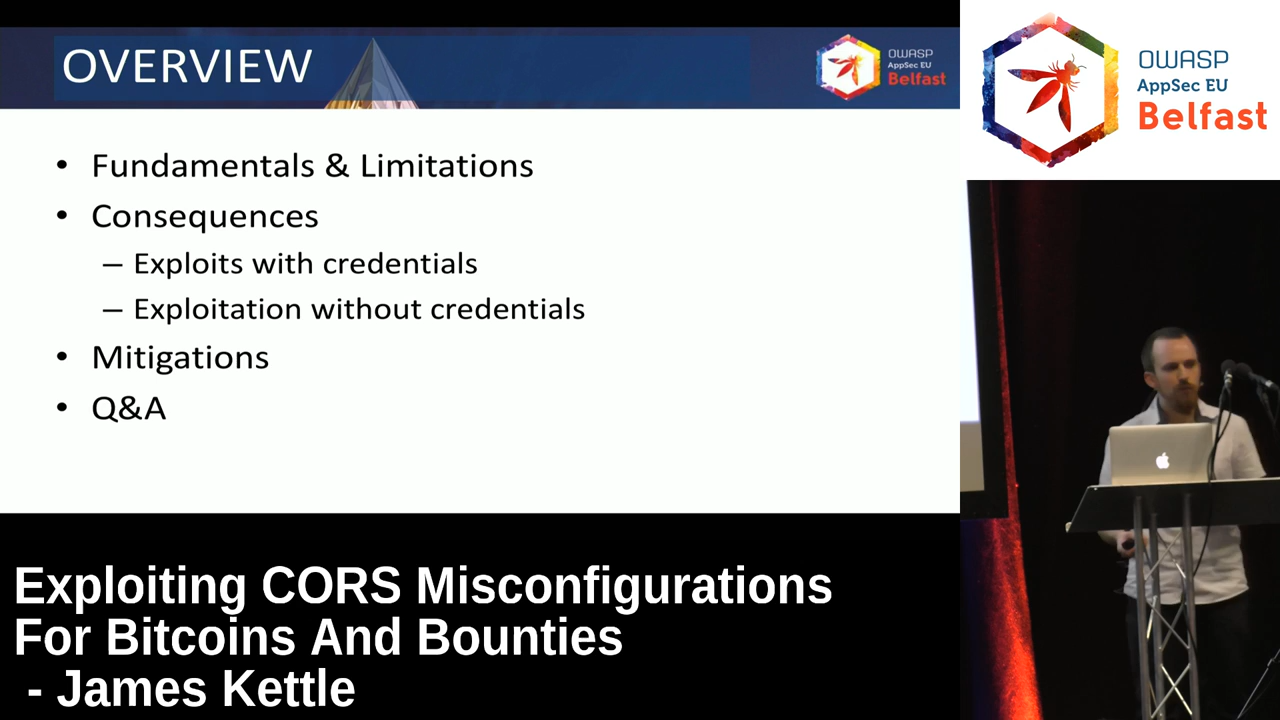 OVERVIEW
OWASP
AppSec EU
Belfast
• Fundamentals & Limitations
• Consequences
– Exploits with credentials
– Exploitation without credentials
• Mitigations
• Q&A
OWASP
AppSec EU
Belfast
Exploiting CORS Misconfigurations
For Bitcoins And Bounties
- James Kettle